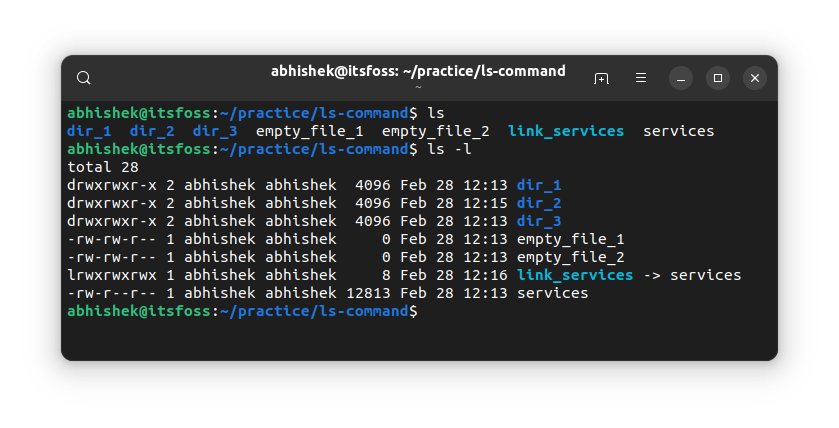 abhishek@itsfoss: ~/practice/ls-command
~
abhishek@itsfoss:~/practice/ls-command$ ls
dir_1  dir_2  dir_3  empty_file_1  empty_file_2  link_services  services
abhishek@itsfoss:~/practice/ls-command$ ls -l
total 28
drwxrwxr-x 2 abhishek abhishek  4096 Feb 28 12:13 dir_1
drwxrwxr-x 2 abhishek abhishek  4096 Feb 28 12:15 dir_2
drwxrwxr-x 2 abhishek abhishek  4096 Feb 28 12:13 dir_3
-rw-rw-r-- 1 abhishek abhishek     0 Feb 28 12:13 empty_file_1
-rw-rw-r-- 1 abhishek abhishek     0 Feb 28 12:13 empty_file_2
lrwxrwxrwx 1 abhishek abhishek     8 Feb 28 12:16 link_services -> services
-rw-r--r-- 1 abhishek abhishek 12813 Feb 28 12:13 services
abhishek@itsfoss:~/practice/ls-command$